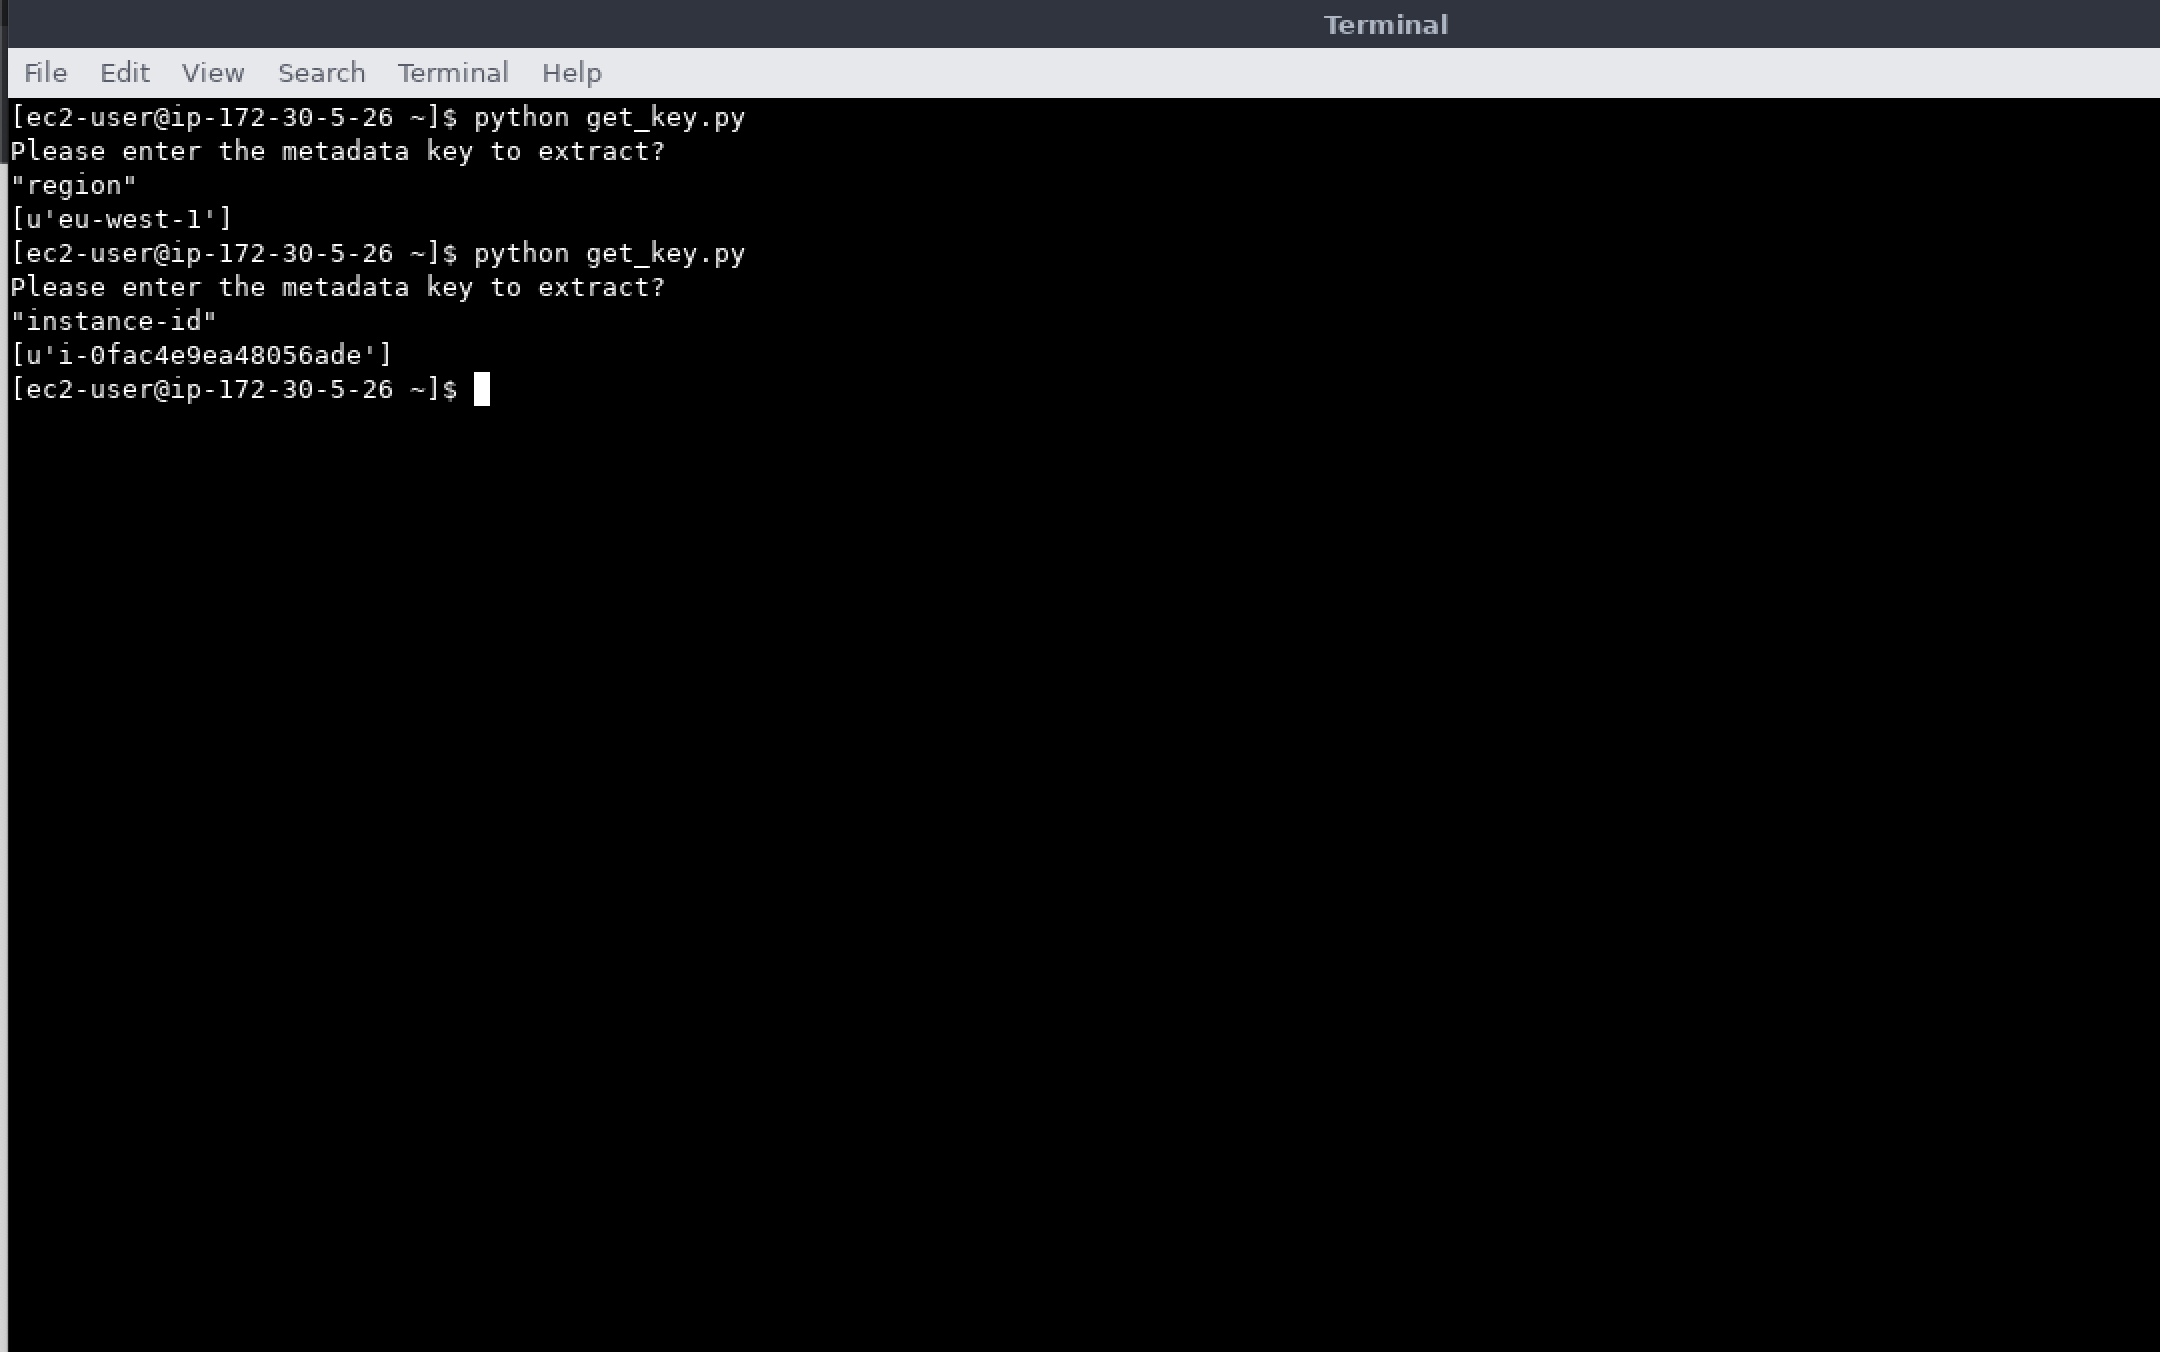 Terminal
File Edit View Search Terminal Help
[ec2-user@ip-172-30-5-26 ~]$ python get_key.py
Please enter the metadata key to extract?
"region"
[u'eu-west-1']
[ec2-user@ip-172-30-5-26 ~]$ python get_key.py
Please enter the metadata key to extract?
"instance-id"
[u'i-0fac4e9ea48056ade']
[ec2-user@ip-172-30-5-26 ~]$